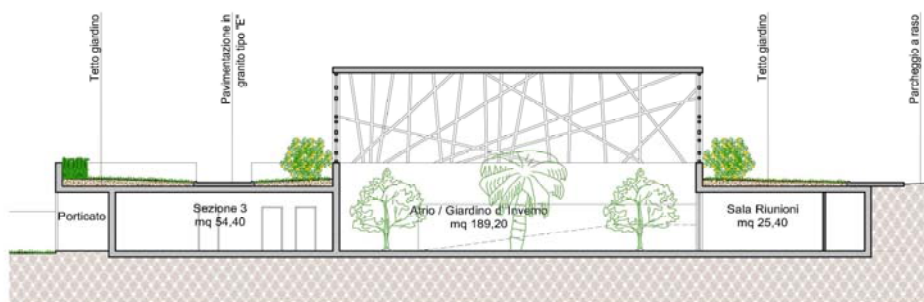 Tetto giardino
Pavimentazione in
granito tipo "E"
Tetto giardino
Parcheggio a raso
Porticato
Sezione 3
mq 54,40
Atrio / Giardino d' Inverno
mq 189,20
Sala Riunioni
mq 25,40